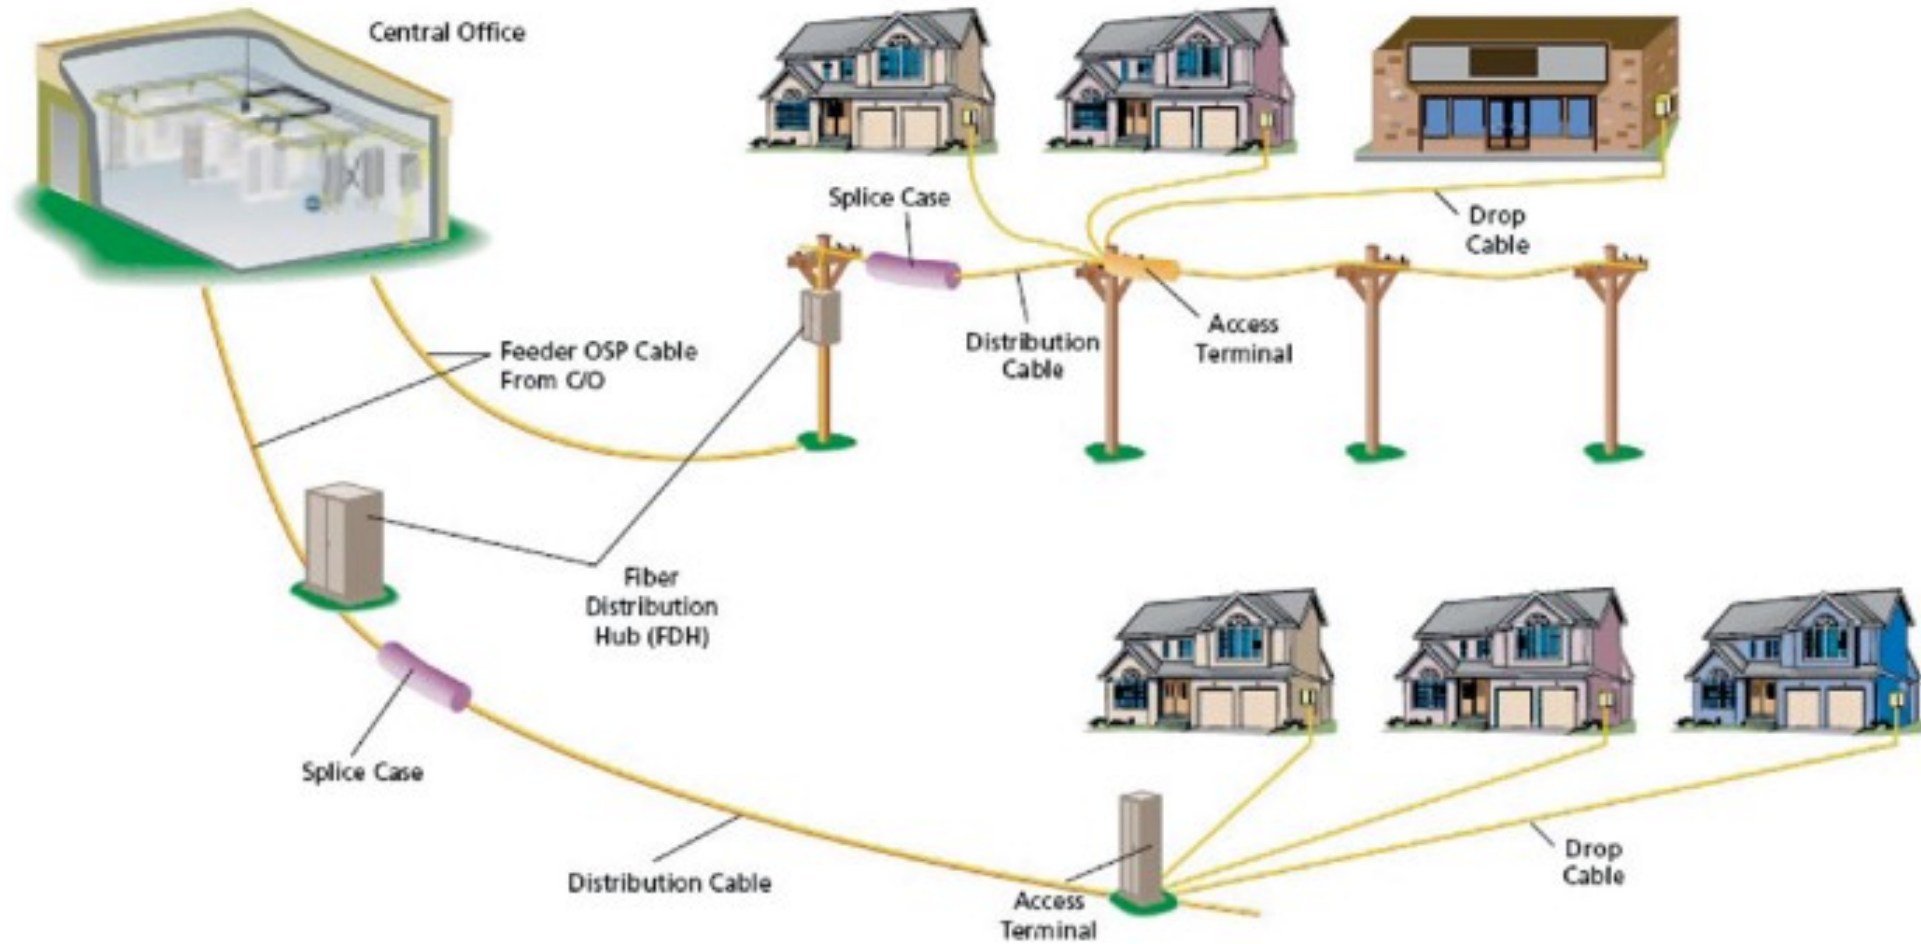 Central Office
Splice Case
Drop
Cable
Distribution
Cable
Access
Terminal
Feeder OSP Cable
From C/O
Fiber
Distribution
Hub (FDH)
Splice Case
Distribution Cable
Access
Terminal
Drop
Cable